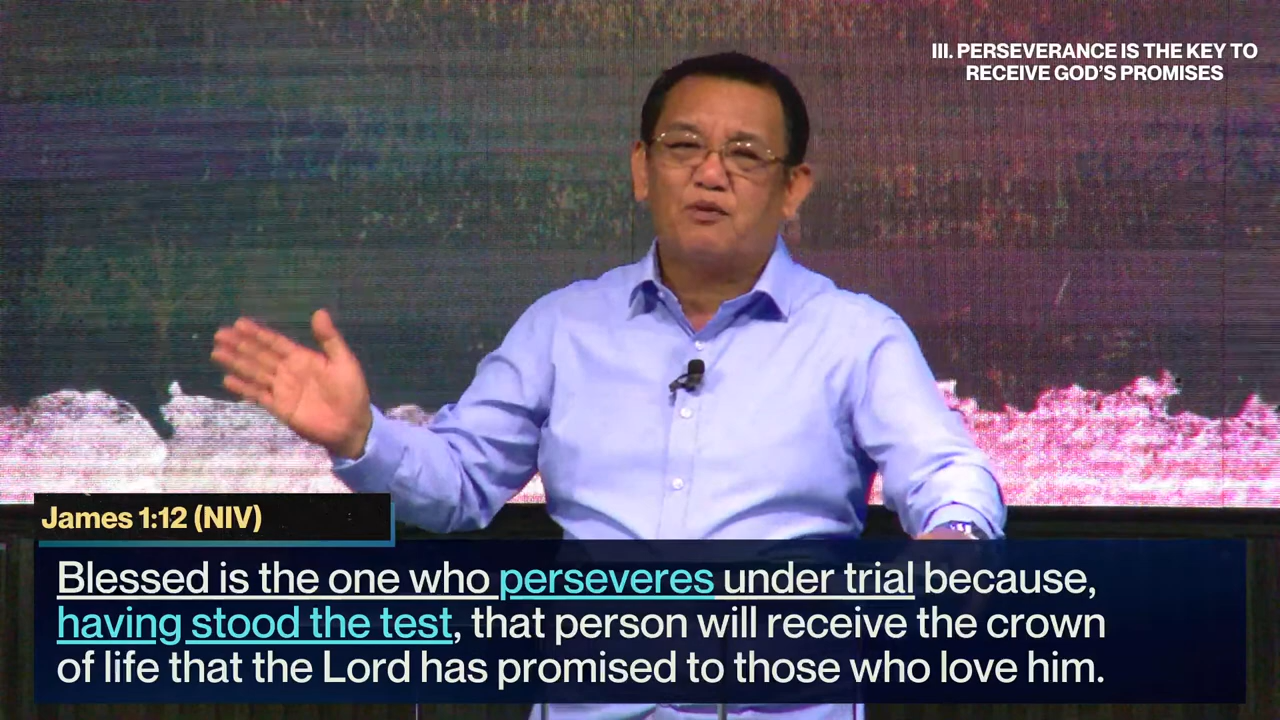 III. PERSEVERANCE IS THE KEY TO
RECEIVE GOD'S PROMISES
James 1:12 (NIV)
Blessed is the one who perseveres under trial because,
having stood the test, that person will receive the crown
of life that the Lord has promised to those who love him.